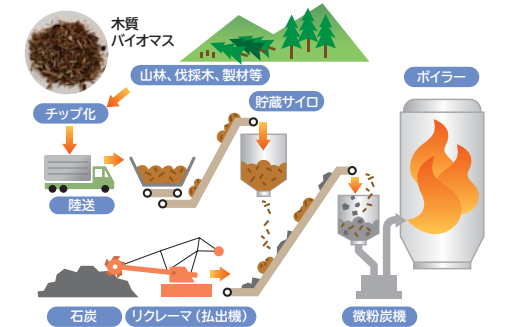 木質
バイオマス
山林、伐採木、製材等
ボイラー
チップ化
貯蔵サイロ
陸送
石炭
リクレーマ（払出機）
微粉炭機